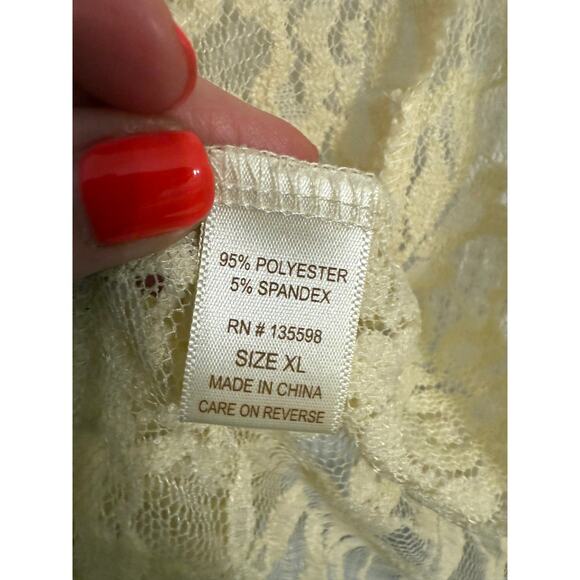 95% POLYESTER
5% SPANDEX
RN # 135598
SIZE XL
MADE IN CHINA
CARE ON REVERSE